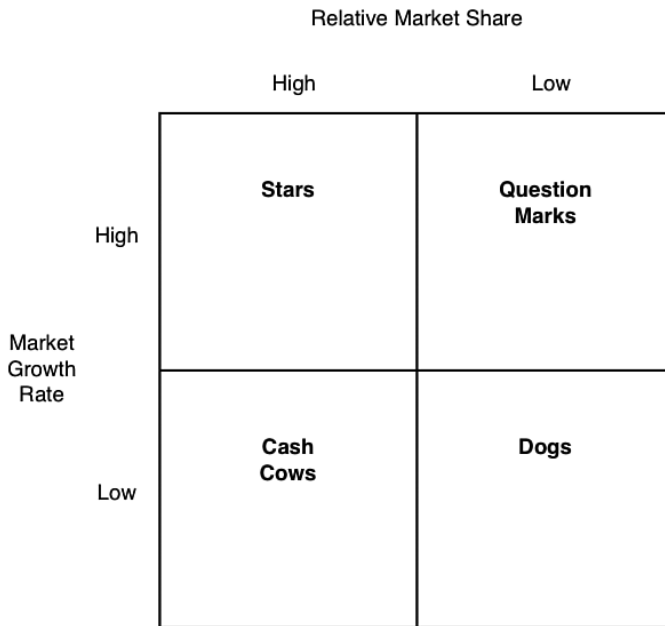 Relative Market Share
High
Low
Stars
Question
Marks
High
Market
Growth
Rate
Cash
Cows
Dogs
Low